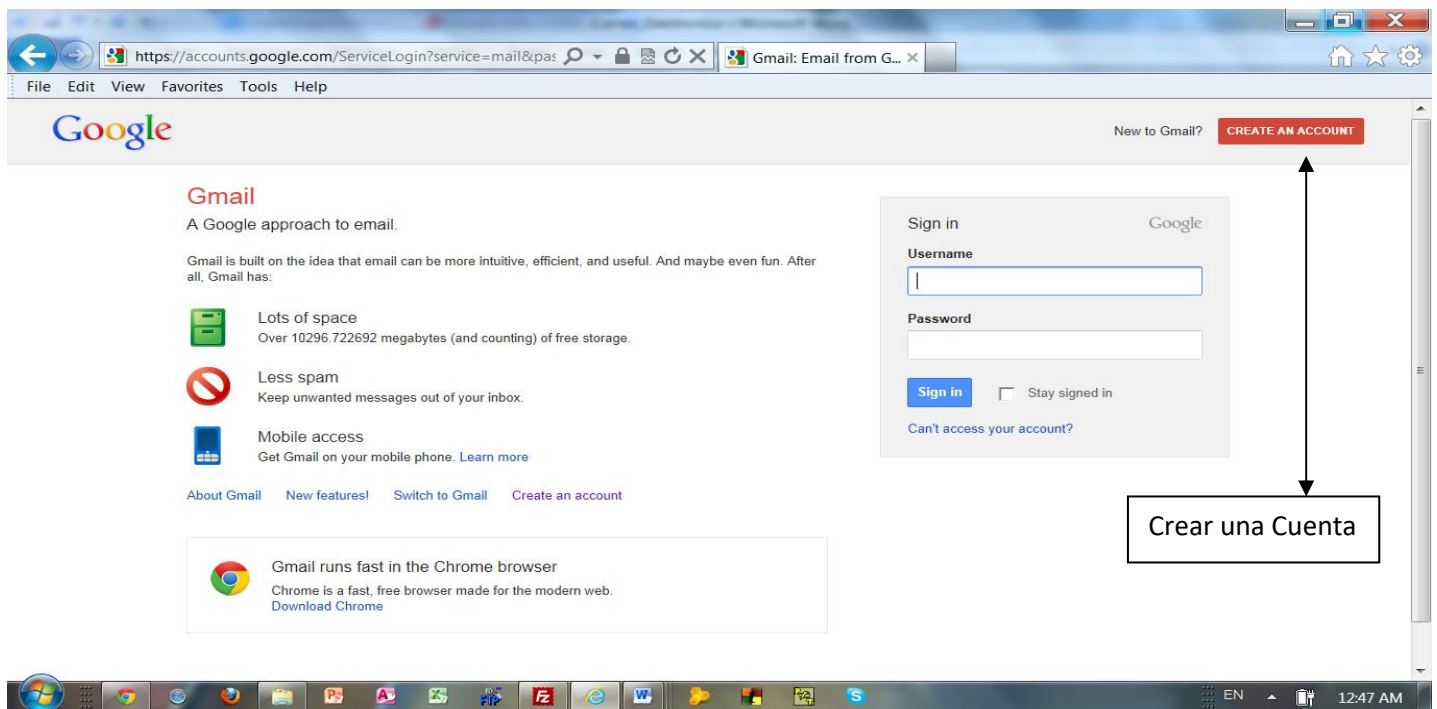 https://accounts.google.com/ServiceLogin?service=mail&pas
Gmail: Email from G...
File Edit View Favorites Tools Help
Google
New to Gmail? CREATE AN ACCOUNT
Gmail
A Google approach to email.
Gmail is built on the idea that email can be more intuitive, efficient, and useful. And maybe even fun. After
all, Gmail has:
Lots of space
Over 10296.722692 megabytes (and counting) of free storage.
Less spam
Keep unwanted messages out of your inbox.
Mobile access
Get Gmail on your mobile phone. Learn more
About Gmail New features! Switch to Gmail Create an account
Gmail runs fast in the Chrome browser
Chrome is a fast, free browser made for the modern web.
Download Chrome
Sign in Google
Username
Password
Sign in Stay signed in
Can't access your account?
Crear una Cuenta
EN 12:47 AM